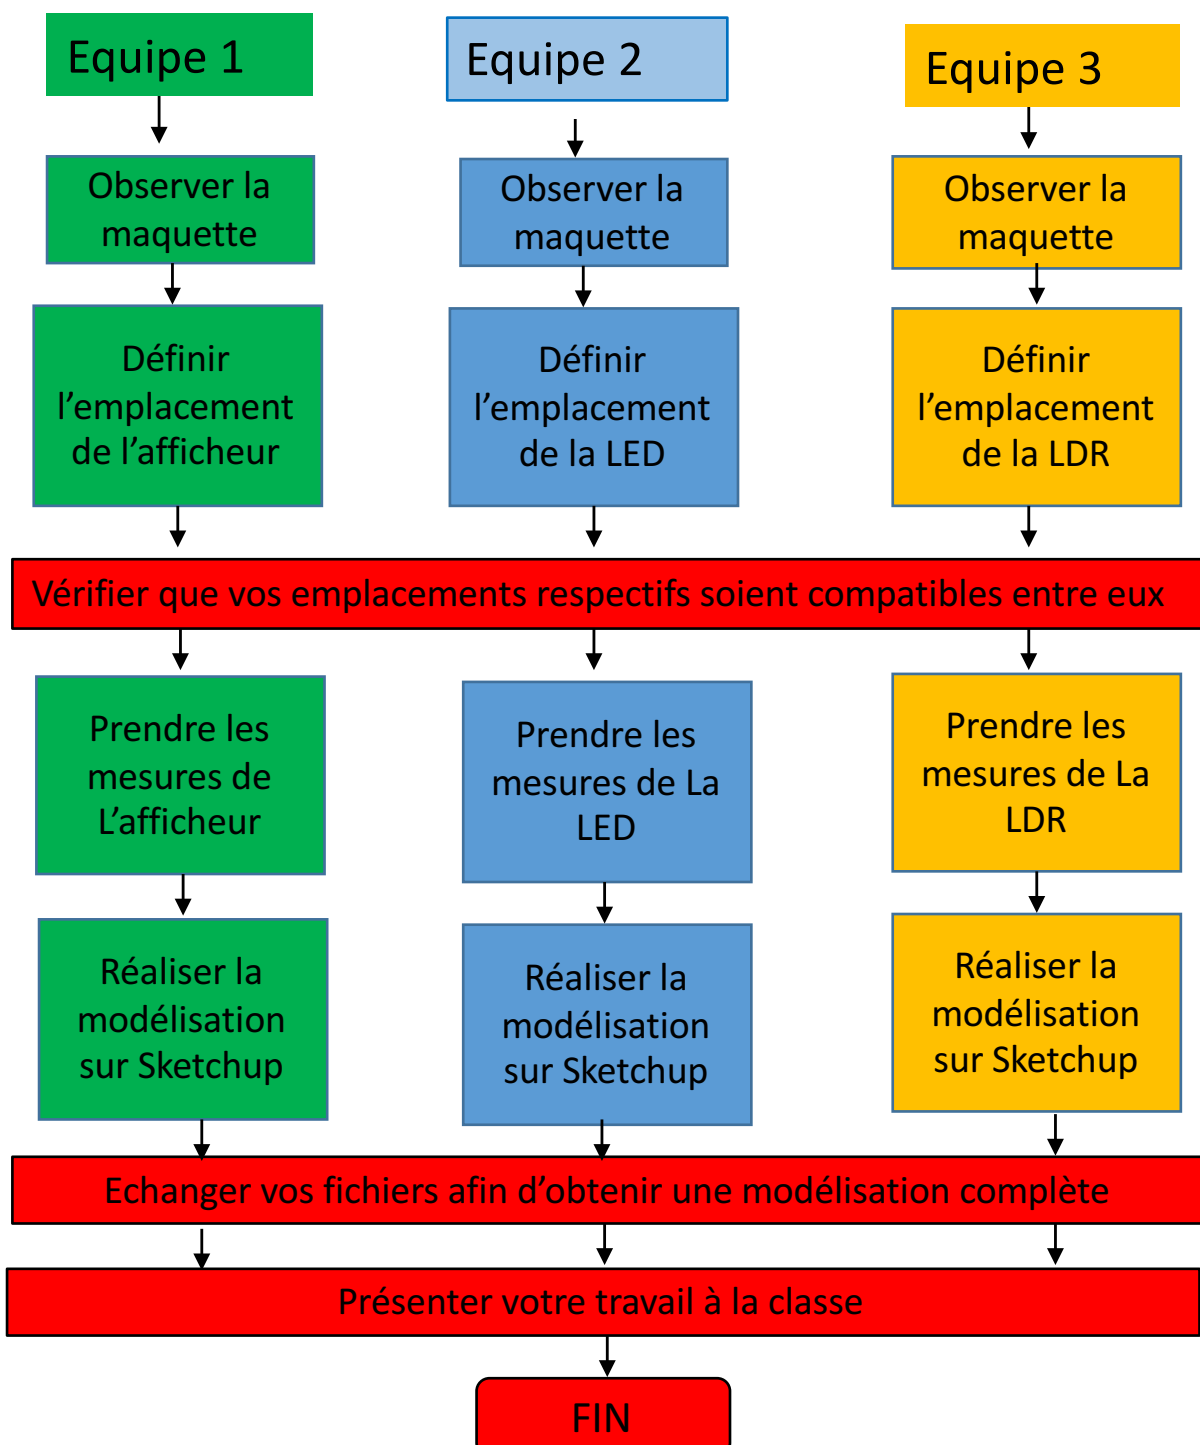 Equipe 1
Equipe 2
Equipe 3
Observer la
maquette
Observer la
maquette
Observer la
maquette
Définir
l’emplacement
de l’afficheur
Définir
l’emplacement
de la LED
Définir
l’emplacement
de la LDR
Vérifier que vos emplacements respectifs soient compatibles entre eux
Prendre les
mesures de
L’afficheur
Prendre les
mesures de La
LED
Prendre les
mesures de La
LDR
Réaliser la
modélisation
sur Sketchup
Réaliser la
modélisation
sur Sketchup
Réaliser la
modélisation
sur Sketchup
Echanger vos fichiers afin d’obtenir une modélisation complète
Présenter votre travail à la classe
FIN